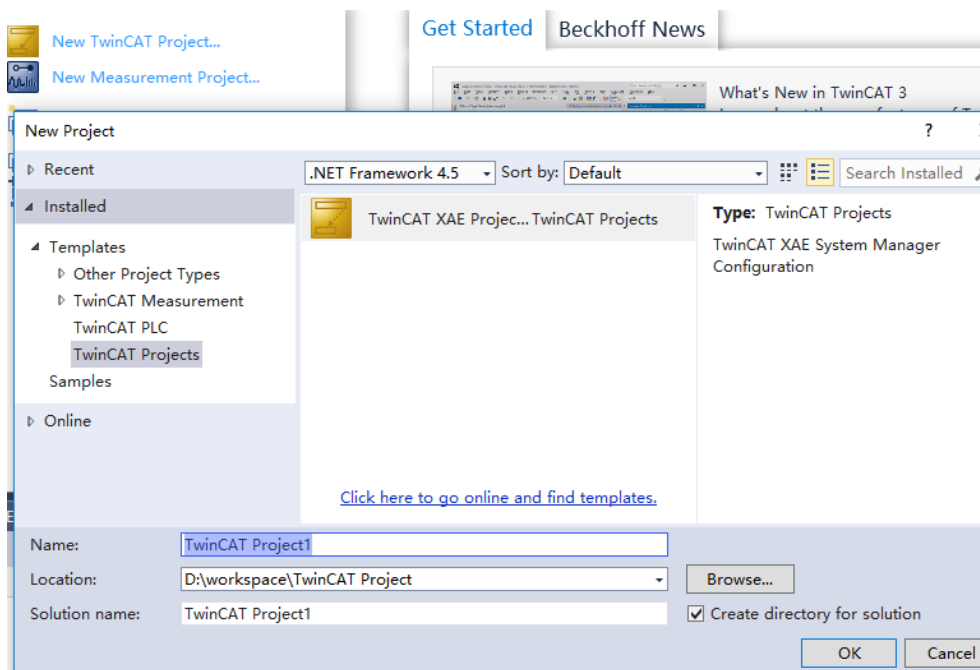 Get Started
Beckhoff News
New TwinCAT Project...
New Measurement Project...
What's New in TwinCAT 3
New Project
?
Recent
.NET Framework 4.5
Sort by:
Default
Search Installed
Installed
TwinCAT XAE Projec... TwinCAT Projects
Type: TwinCAT Projects
TwinCAT XAE System Manager
Configuration
Templates
Other Project Types
TwinCAT Measurement
TwinCAT PLC
TwinCAT Projects
Samples
Online
Click here to go online and find templates.
Name:
TwinCAT Project1
Location:
D:\workspace\TwinCAT Project
Browse...
Solution name:
TwinCAT Project1
Create directory for solution
OK
Cancel